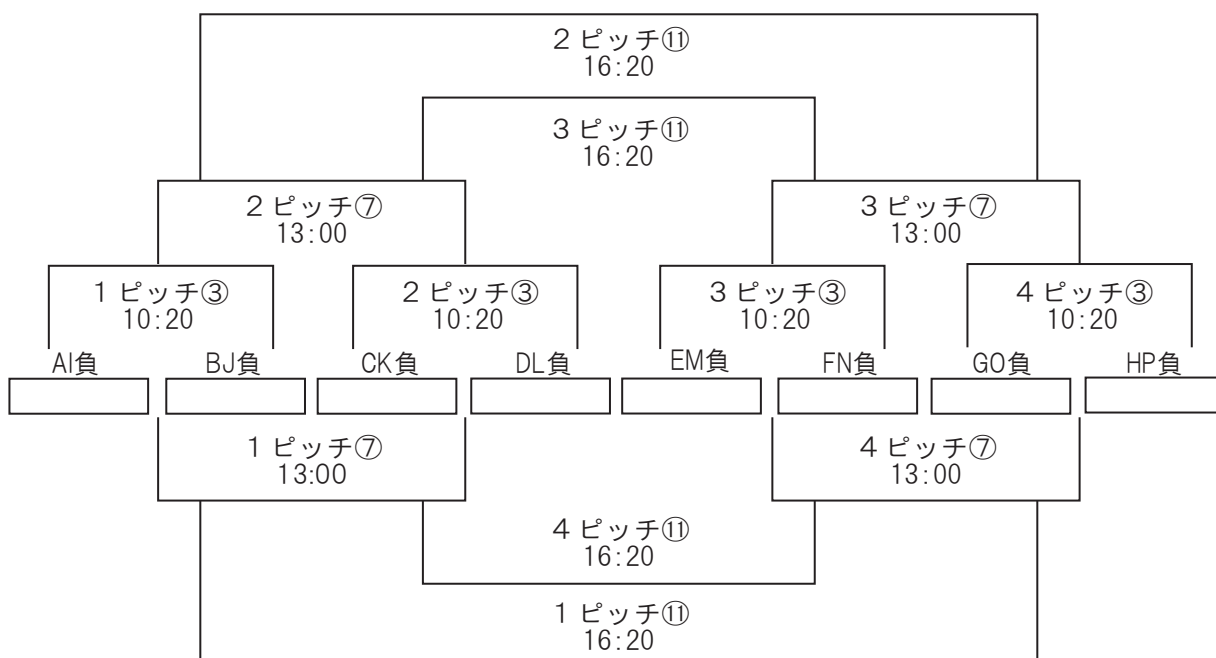 ２ピッチ⑪
16:20
３ピッチ⑪
16:20
２ピッチ⑦
13:00
３ピッチ⑦
13:00
１ピッチ③
10:20
２ピッチ③
10:20
３ピッチ③
10:20
４ピッチ③
10:20
AI負
BJ負
CK負
DL負
EM負
FN負
GO負
HP負
１ピッチ⑦
13:00
４ピッチ⑦
13:00
４ピッチ⑪
16:20
１ピッチ⑪
16:20